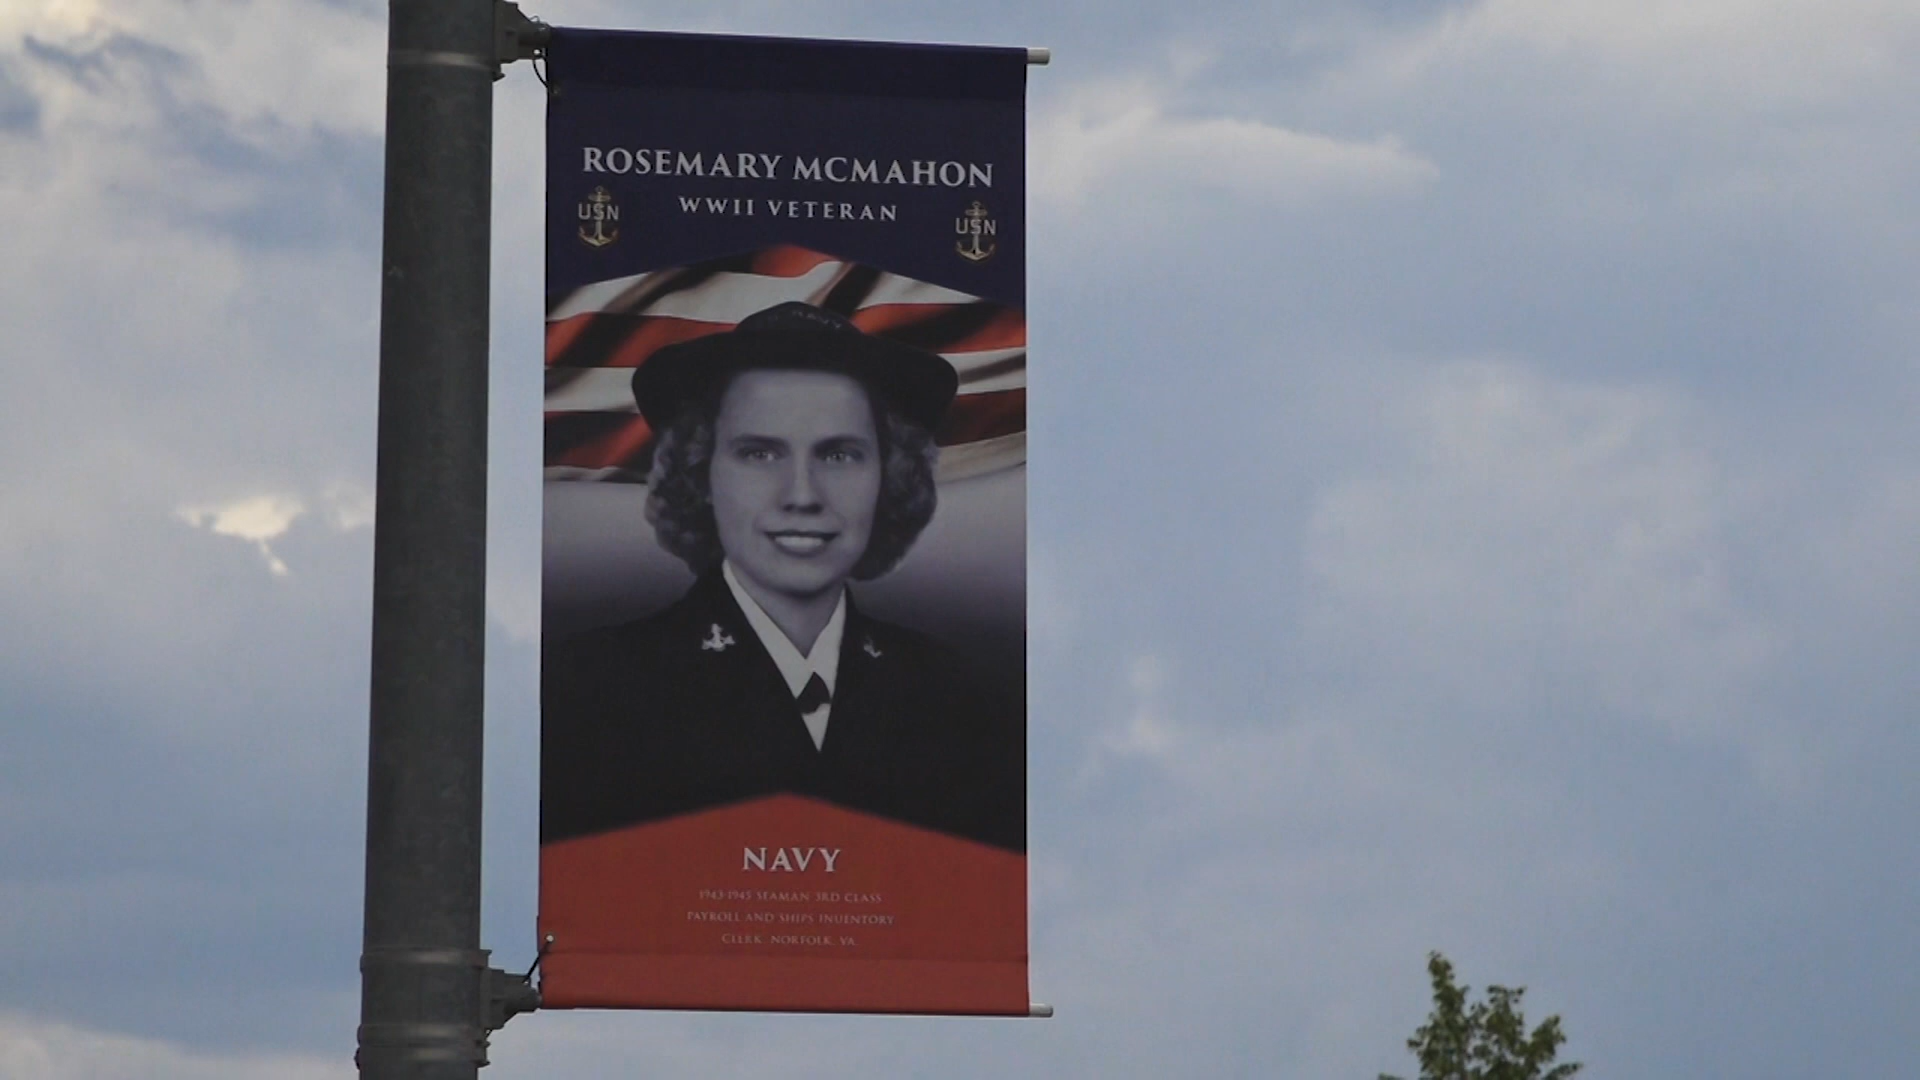 ROSEMARY MCMAHON
WWII VETERAN
USN
USN
NAVY
NAVY
1943-1945 SEAMAN 3RD CLASS
PAYROLL AND SHIPS INUENTORY
CLERK NORFOLK, VA.